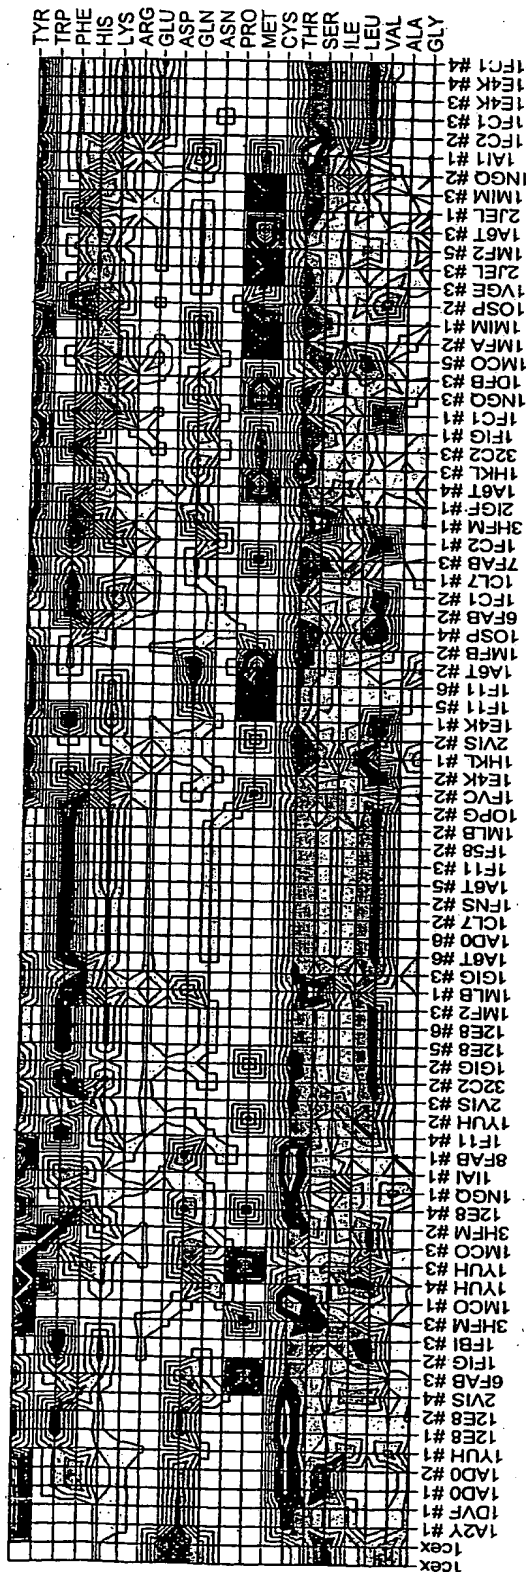 TYR
TRP
PHE
HIS
LYS
ARG
GLU
ASP
GLN
ASN
PRO
MET
CYS
THR
SER
ILE
LEU
VAL
ALA
GLY
1FC1 #4
1E4K #4
1E4K #3
1FC1 #3
1FC2 #2
1AI1 #1
1NGQ #2
1MIM #3
2JEL #1
1A6T #3
1MF2 #5
2JEL #3
1VGE #3
1OSP #2
1MIM #1
1MFA #2
1MCO #5
1DFB #3
1NGQ #3
1FC1 #1
1FIG #1
32C2 #3
1HKL #3
1A6T #4
2IGF #1
3HFM #1
1FC2 #1
7FAB #3
1CL7 #1
1FC1 #2
6FAB #2
1OSP #4
1MFB #2
1A6T #2
1F11 #6
1F11 #5
1E4K #1
2VIS #2
1HKL #1
1E4K #2
1FVC #2
1OPG #2
1MLB #2
1F58 #2
1F11 #3
1A6T #5
1FNS #2
1CL7 #2
1AD0 #6
1A6T #6
1GIG #3
1MLB #1
1MF2 #3
12E8 #6
12E8 #5
1GIG #2
32C2 #2
2VIS #3
1YUH #2
1F11 #4
8FAB #1
1IAI #1
1NGQ #1
12E8 #4
3HFM #2
1MCO #3
1YUH #3
1YUH #4
1MCO #1
3HFM #3
1FBI #3
1FIG #2
6FAB #3
2VIS #4
12E8 #2
12E8 #1
1YUH #1
1AD0 #2
1AD0 #1
1DVF #1
1A2Y #1
1cex
1cex